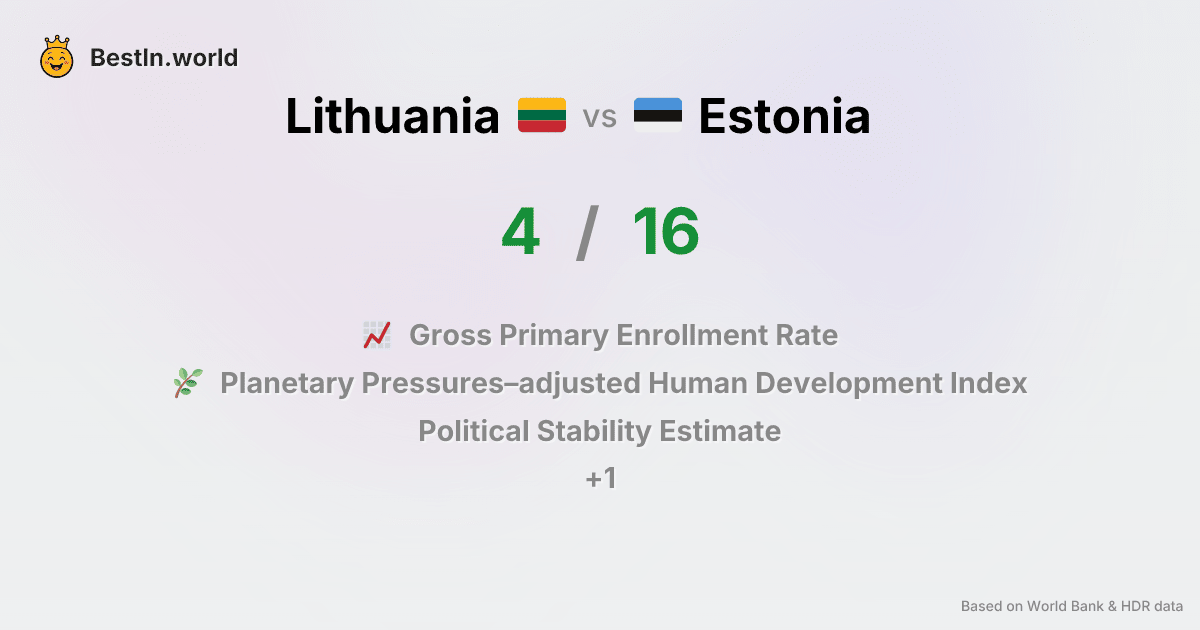 BestIn.world
Lithuania vs Estonia
4 / 16
Gross Primary Enrollment Rate
Planetary Pressures–adjusted Human Development Index
Political Stability Estimate
+1
Based on World Bank & HDR data